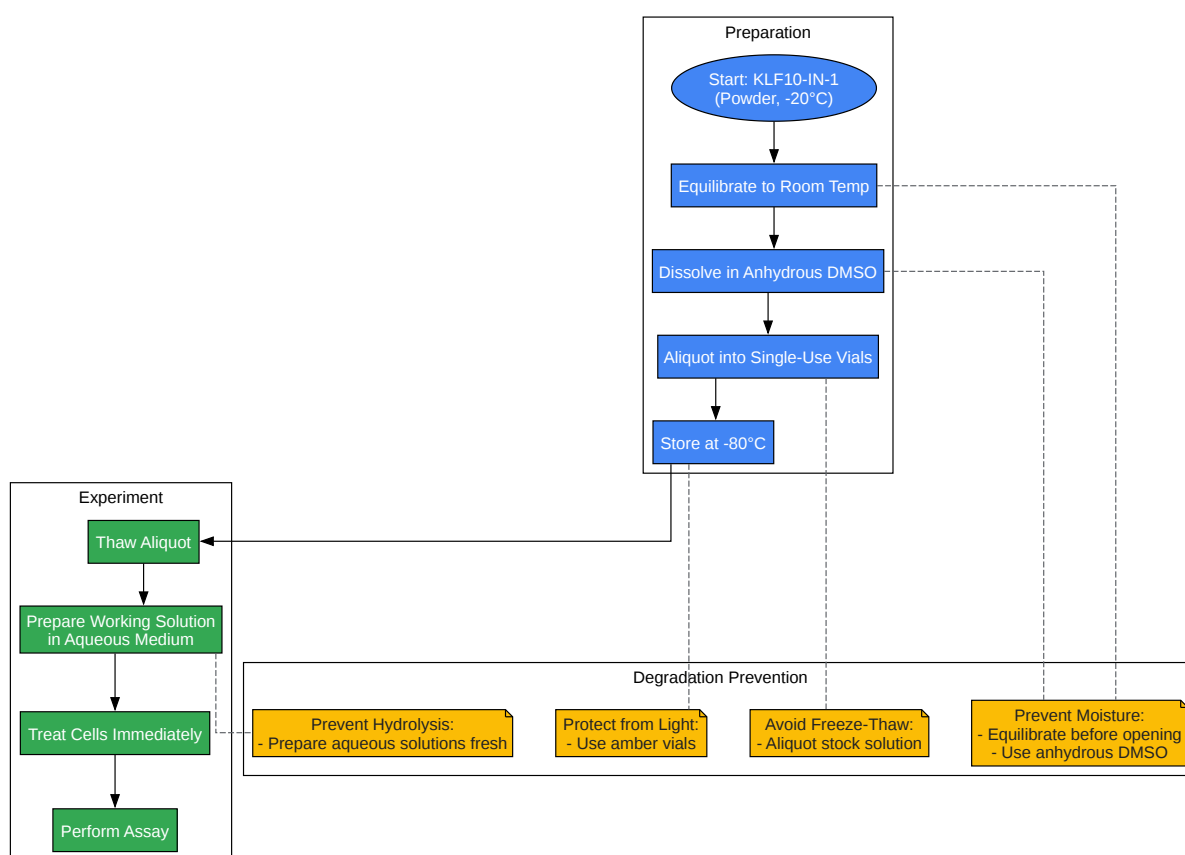 Preparation
Start: KLF10-IN-1
(Powder, -20°C)
Equilibrate to Room Temp
Dissolve in Anhydrous DMSO
Aliquot into Single-Use Vials
Store at -80°C
Experiment
Thaw Aliquot
Prepare Working Solution
in Aqueous Medium
Treat Cells Immediately
Perform Assay
Degradation Prevention
Prevent Hydrolysis:
- Prepare aqueous solutions fresh
Protect from Light:
- Use amber vials
Avoid Freeze-Thaw:
- Aliquot stock solution
Prevent Moisture:
- Equilibrate before opening
- Use anhydrous DMSO